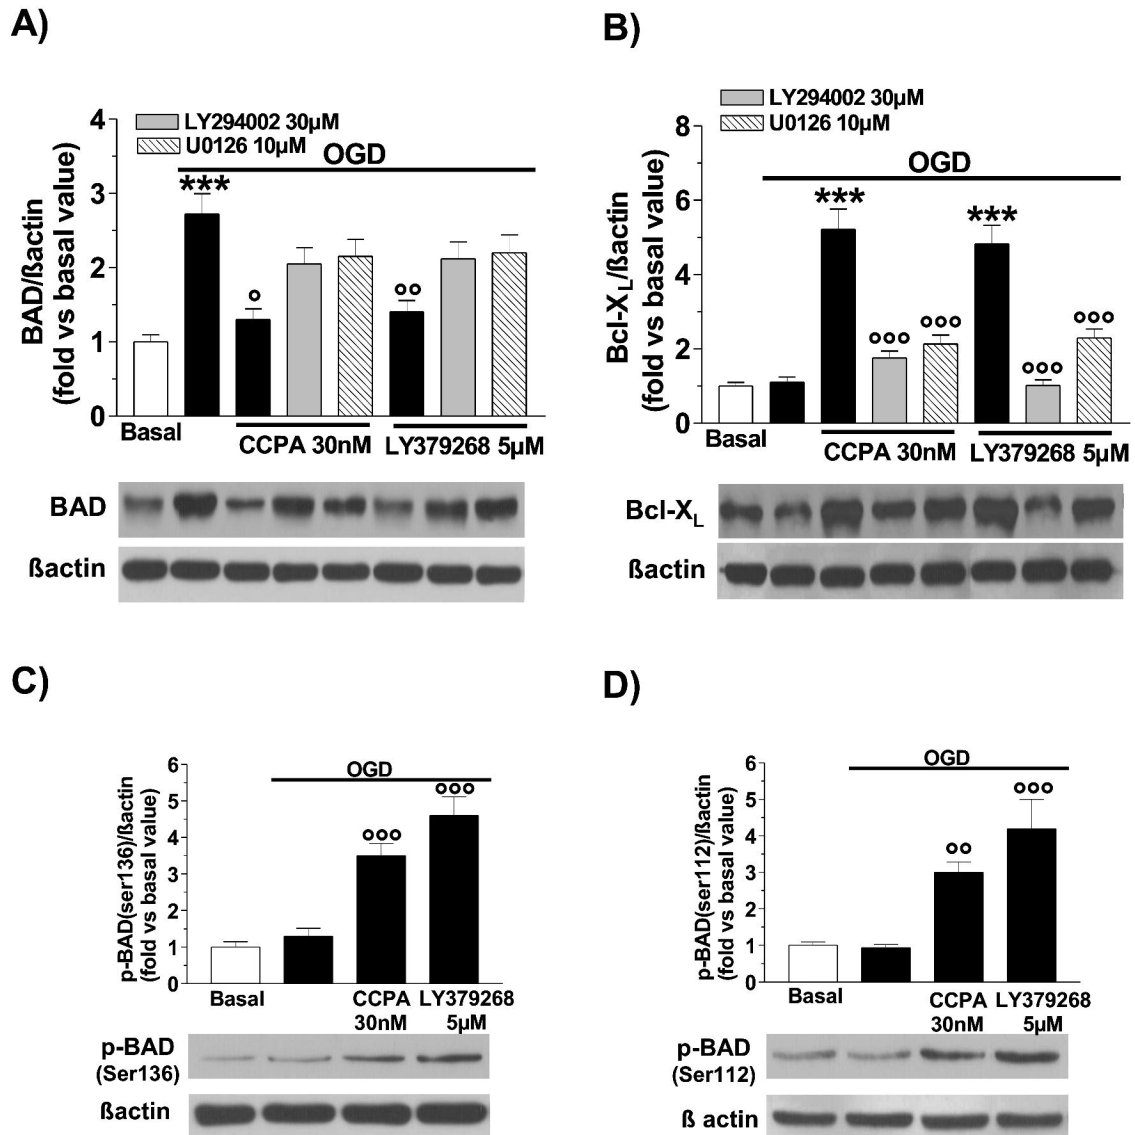 A)
LY294002 30µM
U0126 10µM
OGD
BAD/ßactin
(fold vs basal value)
4
3
2
1
0
***
°
°°
Basal
CCPA 30nM
LY379268 5µM
BAD
ßactin
B)
LY294002 30µM
U0126 10µM
OGD
Bcl-XL/ßactin
(fold vs basal value)
8
6
4
2
0
***
°°°
°°°
***
°°°
°°°
Basal
CCPA 30nM
LY379268 5µM
Bcl-XL
ßactin
C)
OGD
p-BAD(ser136)/ßactin
(fold vs basal value)
6
5
4
3
2
1
0
°°°
°°°
Basal
CCPA
30nM
LY379268
5µM
p-BAD
(Ser136)
ßactin
D)
OGD
p-BAD(ser112)/ßactin
(fold vs basal value)
6
5
4
3
2
1
0
°°
°°°
Basal
CCPA
30nM
LY379268
5µM
p-BAD
(Ser112)
ß actin